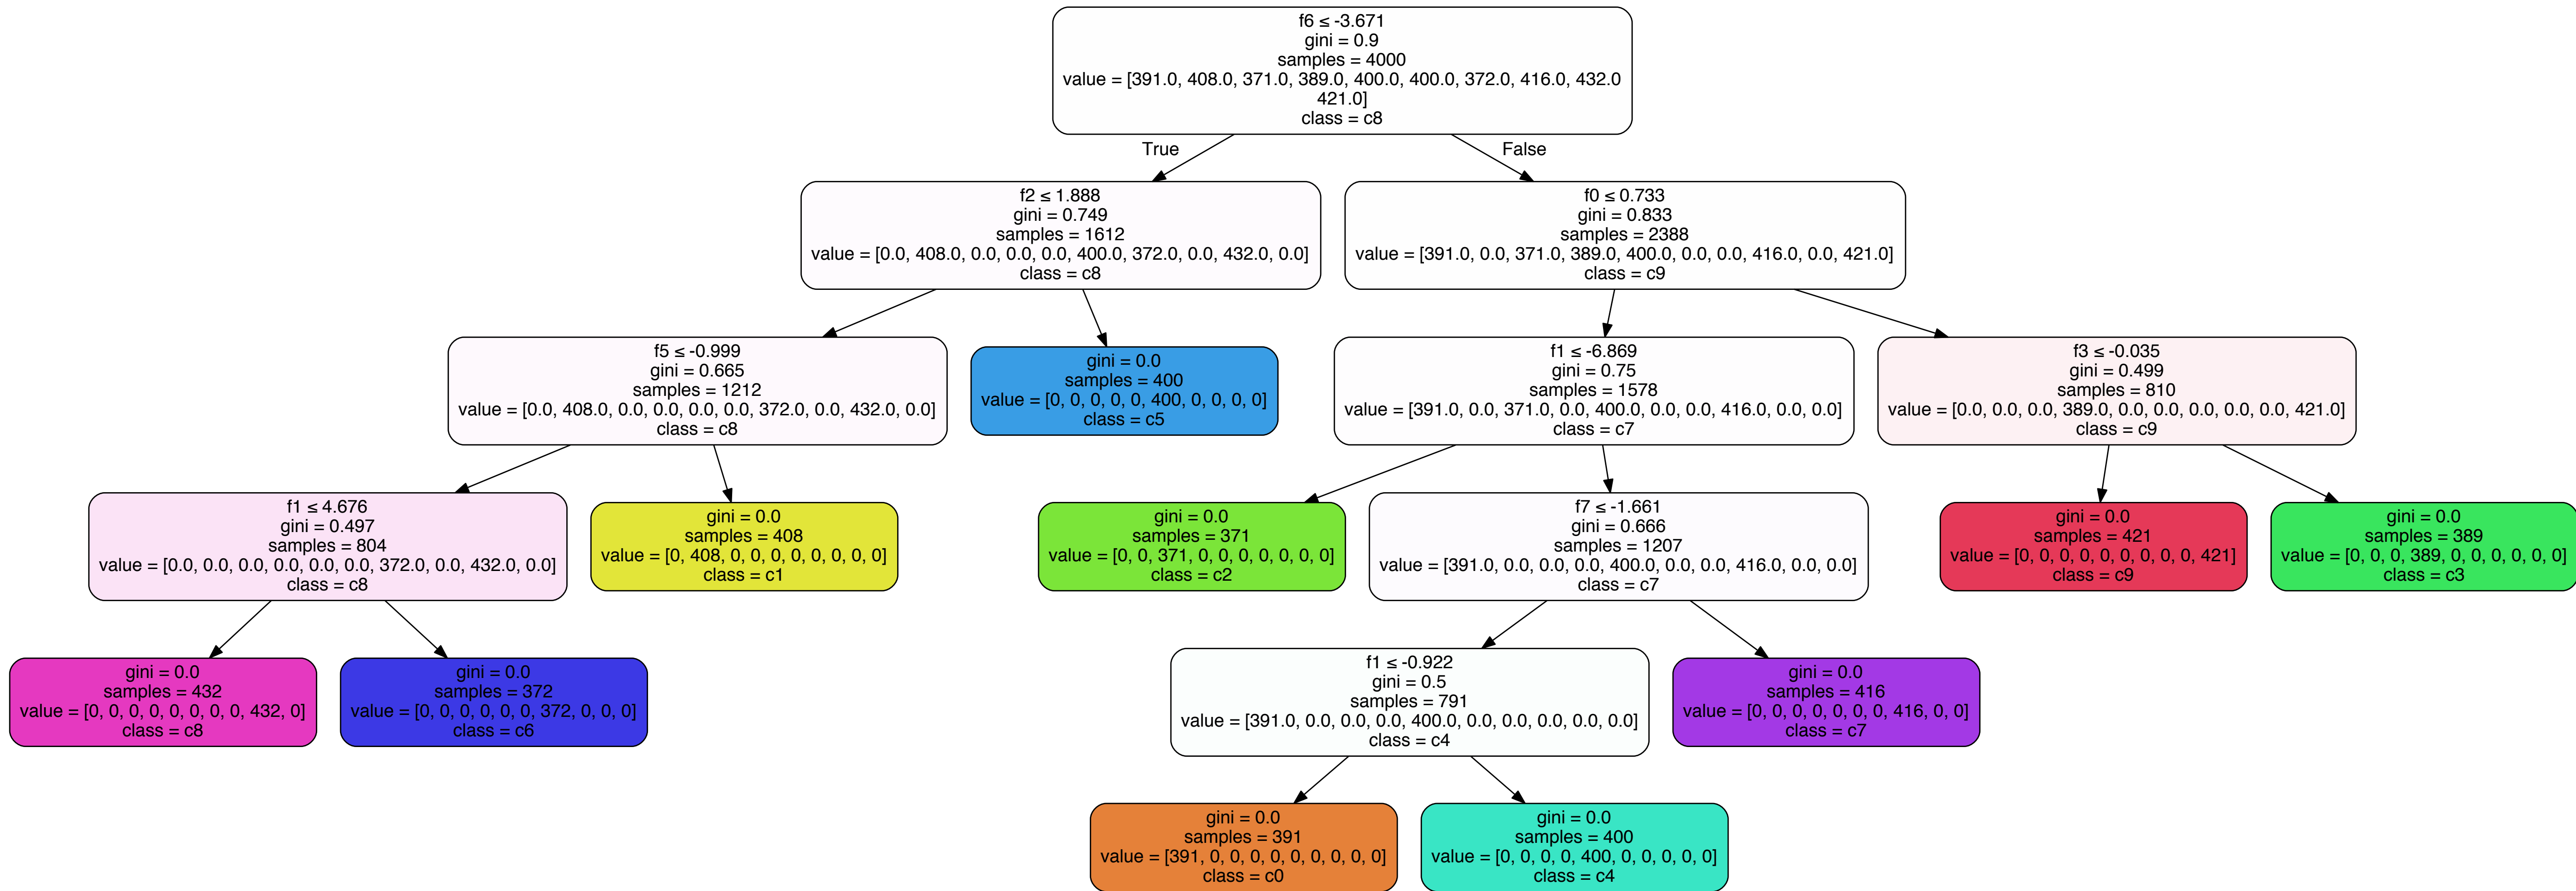 f6 ≤ -3.671
gini = 0.9
samples = 4000
value = [391.0, 408.0, 371.0, 389.0, 400.0, 400.0, 372.0, 416.0, 432.0
421.0]
class = c8
True
False
f2 ≤ 1.888
gini = 0.749
samples = 1612
value = [0.0, 408.0, 0.0, 0.0, 0.0, 400.0, 372.0, 0.0, 432.0, 0.0]
class = c8
f0 ≤ 0.733
gini = 0.833
samples = 2388
value = [391.0, 0.0, 371.0, 389.0, 400.0, 0.0, 0.0, 416.0, 0.0, 421.0]
class = c9
f5 ≤ -0.999
gini = 0.665
samples = 1212
value = [0.0, 408.0, 0.0, 0.0, 0.0, 0.0, 372.0, 0.0, 432.0, 0.0]
class = c8
gini = 0.0
samples = 400
value = [0, 0, 0, 0, 0, 400, 0, 0, 0, 0]
class = c5
f1 ≤ -6.869
gini = 0.75
samples = 1578
value = [391.0, 0.0, 371.0, 0.0, 400.0, 0.0, 0.0, 416.0, 0.0, 0.0]
class = c7
f3 ≤ -0.035
gini = 0.499
samples = 810
value = [0.0, 0.0, 0.0, 389.0, 0.0, 0.0, 0.0, 0.0, 0.0, 421.0]
class = c9
f1 ≤ 4.676
gini = 0.497
samples = 804
value = [0.0, 0.0, 0.0, 0.0, 0.0, 0.0, 372.0, 0.0, 432.0, 0.0]
class = c8
gini = 0.0
samples = 408
value = [0, 408, 0, 0, 0, 0, 0, 0, 0, 0]
class = c1
gini = 0.0
samples = 371
value = [0, 0, 371, 0, 0, 0, 0, 0, 0, 0]
class = c2
f7 ≤ -1.661
gini = 0.666
samples = 1207
value = [391.0, 0.0, 0.0, 0.0, 400.0, 0.0, 0.0, 416.0, 0.0, 0.0]
class = c7
gini = 0.0
samples = 421
value = [0, 0, 0, 0, 0, 0, 0, 0, 0, 421]
class = c9
gini = 0.0
samples = 389
value = [0, 0, 0, 389, 0, 0, 0, 0, 0, 0]
class = c3
gini = 0.0
samples = 432
value = [0, 0, 0, 0, 0, 0, 0, 0, 432, 0]
class = c8
gini = 0.0
samples = 372
value = [0, 0, 0, 0, 0, 0, 372, 0, 0, 0]
class = c6
f1 ≤ -0.922
gini = 0.5
samples = 791
value = [391.0, 0.0, 0.0, 0.0, 400.0, 0.0, 0.0, 0.0, 0.0, 0.0]
class = c4
gini = 0.0
samples = 416
value = [0, 0, 0, 0, 0, 0, 0, 416, 0, 0]
class = c7
gini = 0.0
samples = 391
value = [391, 0, 0, 0, 0, 0, 0, 0, 0, 0]
class = c0
gini = 0.0
samples = 400
value = [0, 0, 0, 0, 400, 0, 0, 0, 0, 0]
class = c4